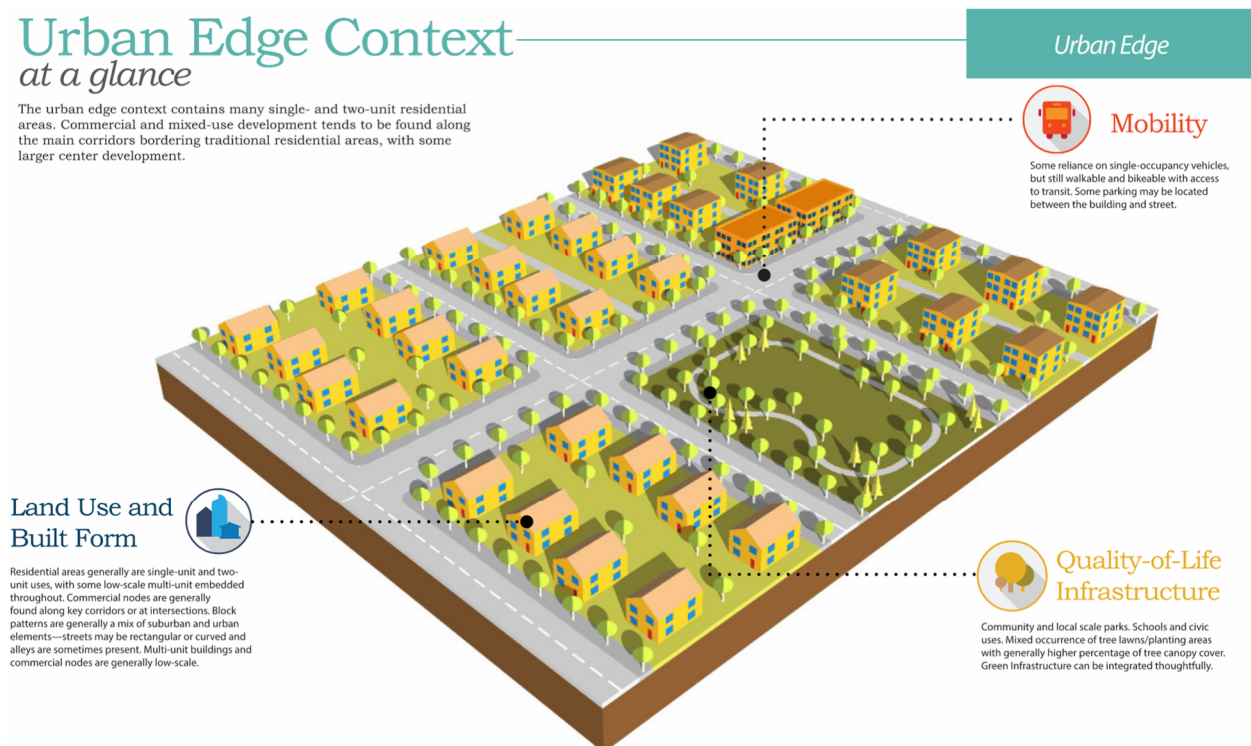 Urban Edge Context
at a glance
The urban edge context contains many single- and two-unit residential
areas. Commercial and mixed-use development tends to be found along
the main corridors bordering traditional residential areas, with some
larger center development.
Urban Edge
Mobility
Some reliance on single-occupancy vehicles,
but still walkable and bikeable with access
to transit. Some parking may be located
between the building and street.
Land Use and
Built Form
Residential areas generally are single-unit and two-
unit uses, with some low-scale multi-unit embedded
throughout. Commercial nodes are generally
found along key corridors or at intersections. Block
patterns are generally a mix of suburban and urban
elements—streets may be rectangular or curved and
alleys are sometimes present. Multi-unit buildings and
commercial nodes are generally low-scale.
Quality-of-Life
Infrastructure
Community and local scale parks. Schools and civic
uses. Mixed occurrence of tree lawns/planting areas
with generally higher percentage of tree canopy cover.
Green Infrastructure can be integrated thoughtfully.